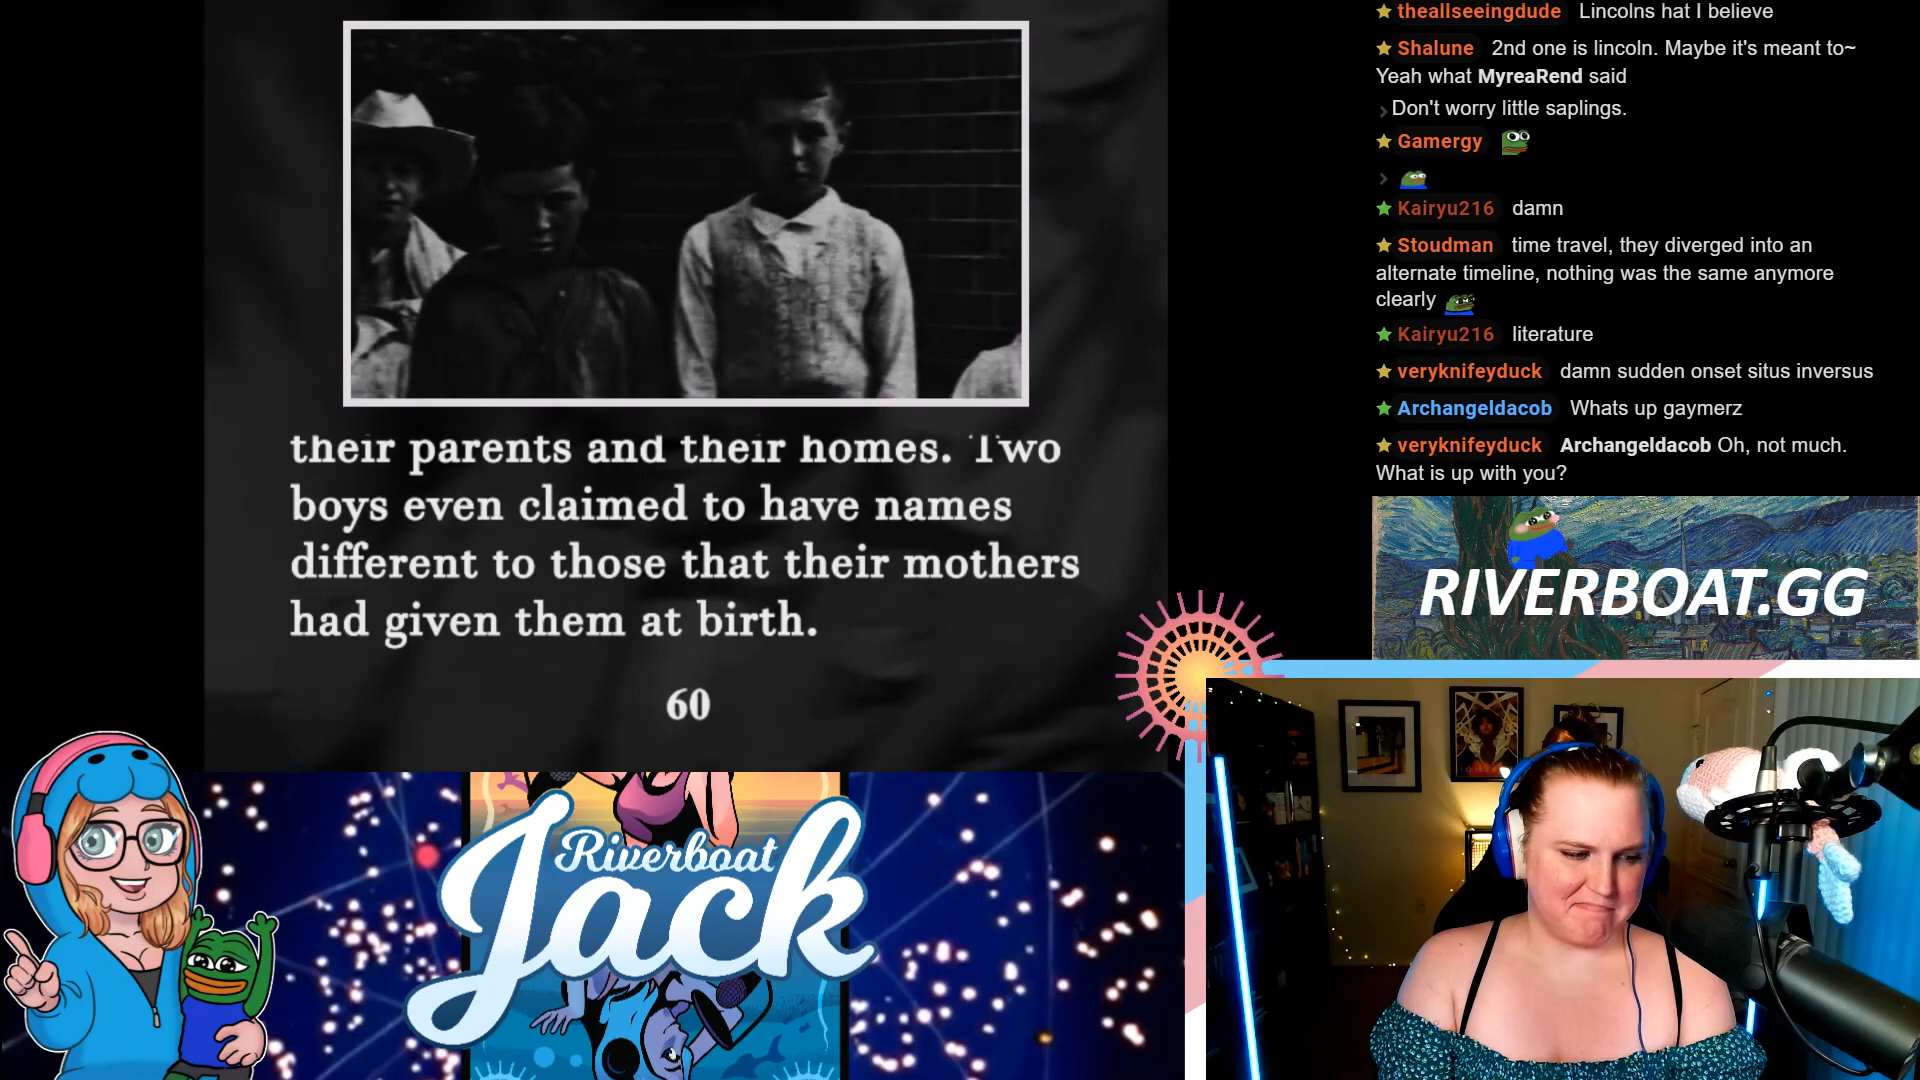 their parents and their homes. Two
boys even claimed to have names
different to those that their mothers
had given them at birth.
60
theallseeingdude Lincolns hat I believe
Shalune 2nd one is lincoln. Maybe it's meant to~
Yeah what MyreaRend said
Don't worry little saplings.
Gamergy
Kairyu216 damn
Stoudman time travel, they diverged into an
alternate timeline, nothing was the same anymore
clearly
Kairyu216 literature
veryknifeyduck damn sudden onset situs inversus
Archangeldacob Whats up gaymerz
veryknifeyduck Archangeldacob Oh, not much.
What is up with you?
RIVERBOAT.GG
Riverboat
Jack